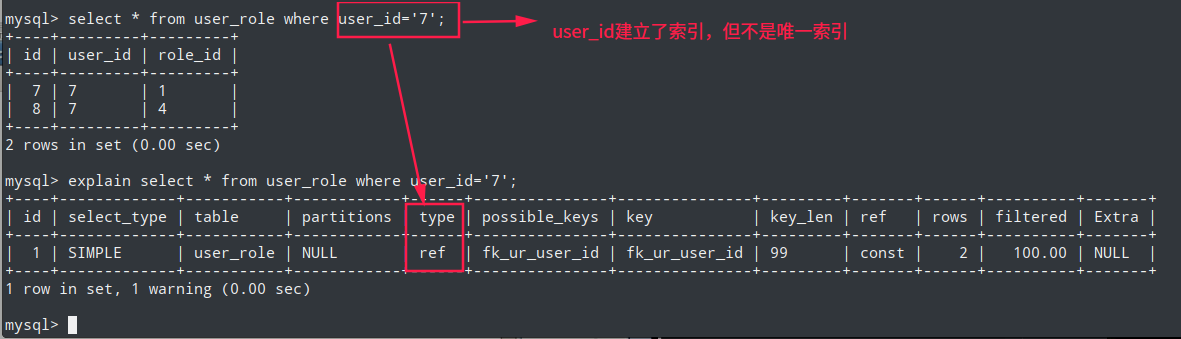 mysql> select * from user_role where user_id='7';
user_id建立了索引，但不是唯一索引
+----+---------+---------+
| id | user_id | role_id |
+----+---------+---------+
|  7 | 7       | 1       |
|  8 | 7       | 4       |
+----+---------+---------+
2 rows in set (0.00 sec)
mysql> explain select * from user_role where user_id='7';
+----+-------------+-----------+------------+------+---------------+---------------+---------+-------+------+----------+-------+
| id | select_type | table     | partitions | type | possible_keys | key           | key_len | ref   | rows | filtered | Extra |
+----+-------------+-----------+------------+------+---------------+---------------+---------+-------+------+----------+-------+
|  1 | SIMPLE      | user_role | NULL       | ref  | fk_ur_user_id | fk_ur_user_id | 99      | const |    2 |   100.00 | NULL  |
+----+-------------+-----------+------------+------+---------------+---------------+---------+-------+------+----------+-------+
1 row in set, 1 warning (0.00 sec)
mysql>